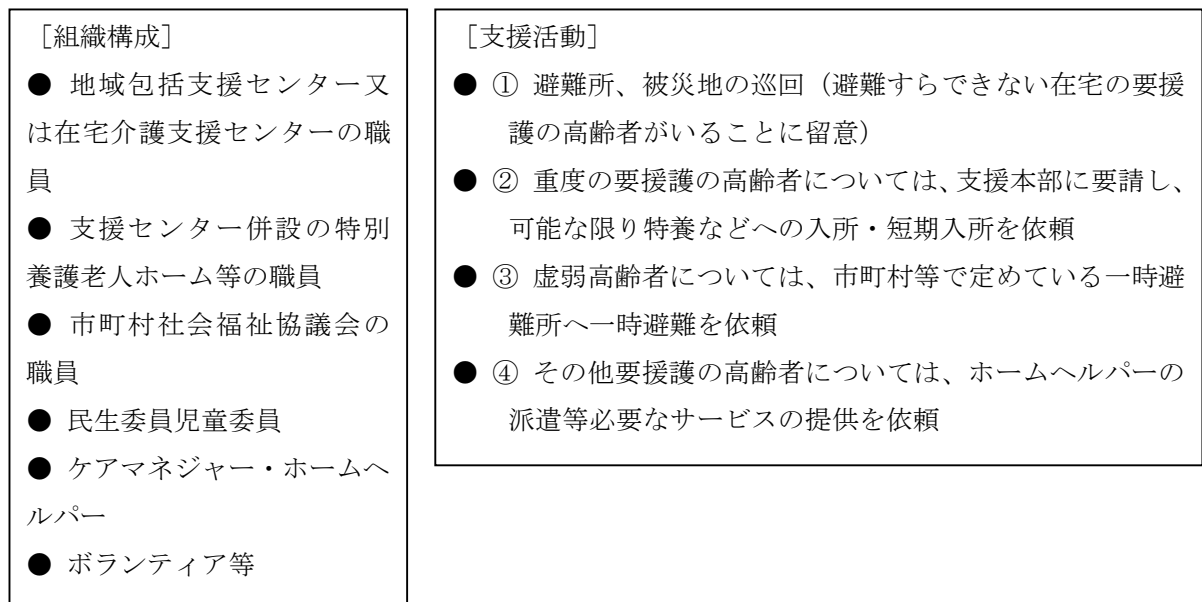 ［組織構成］
● 地域包括支援センター又
は在宅介護支援センターの職
員
● 支援センター併設の特別
養護老人ホーム等の職員
● 市町村社会福祉協議会の
職員
● 民生委員児童委員
● ケアマネジャー・ホームヘ
ルパー
● ボランティア等
［支援活動］
● ① 避難所、被災地の巡回（避難すらできない在宅の要援
護の高齢者がいることに留意）
● ② 重度の要援護の高齢者については、支援本部に要請し、
可能な限り特養などへの入所・短期入所を依頼
● ③ 虚弱高齢者については、市町村等で定めている一時避
難所へ一時避難を依頼
● ④ その他要援護の高齢者については、ホームヘルパーの
派遣等必要なサービスの提供を依頼